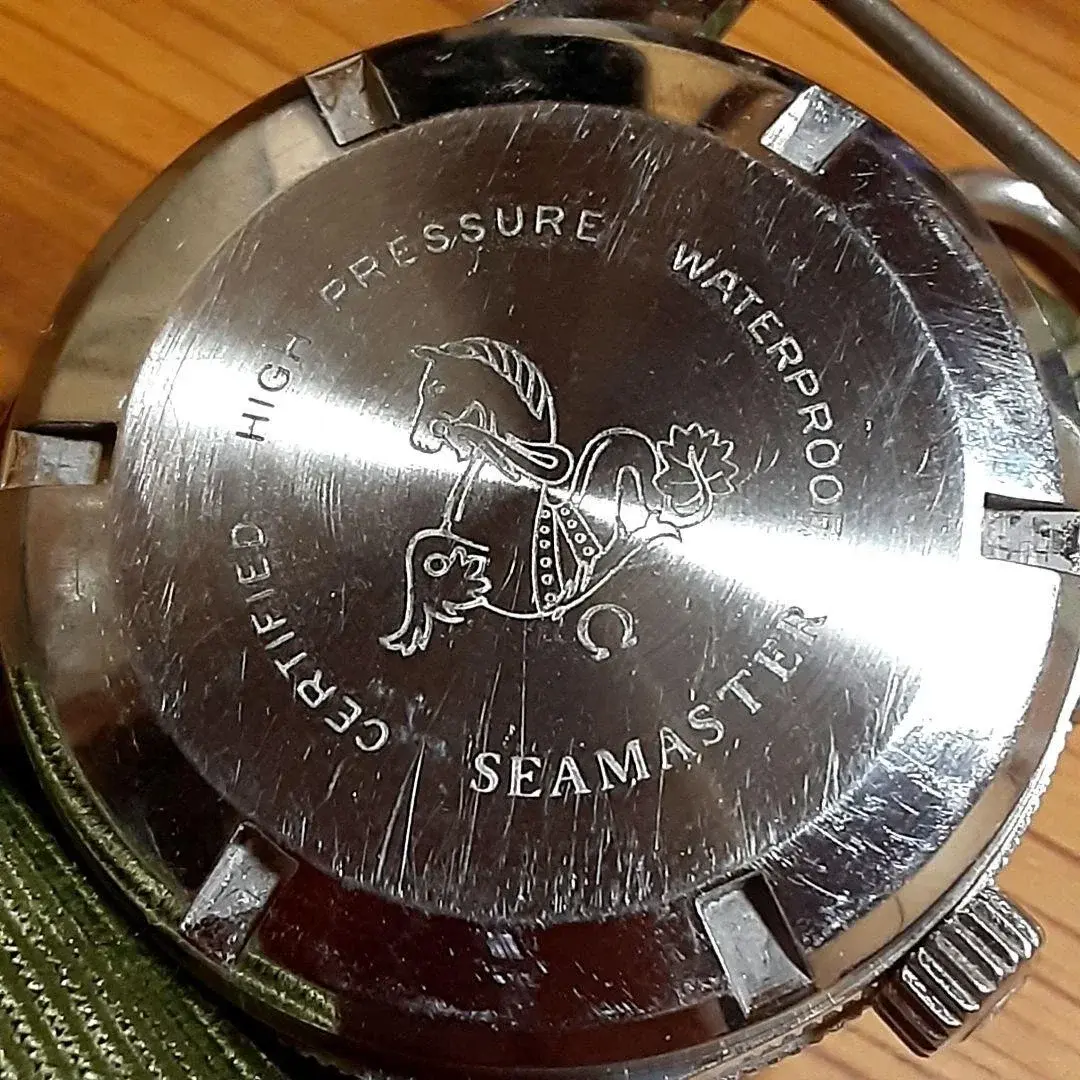 CERTIFIED HIGH PRESSURE WATERPROOF
SEAMASTER
Ω